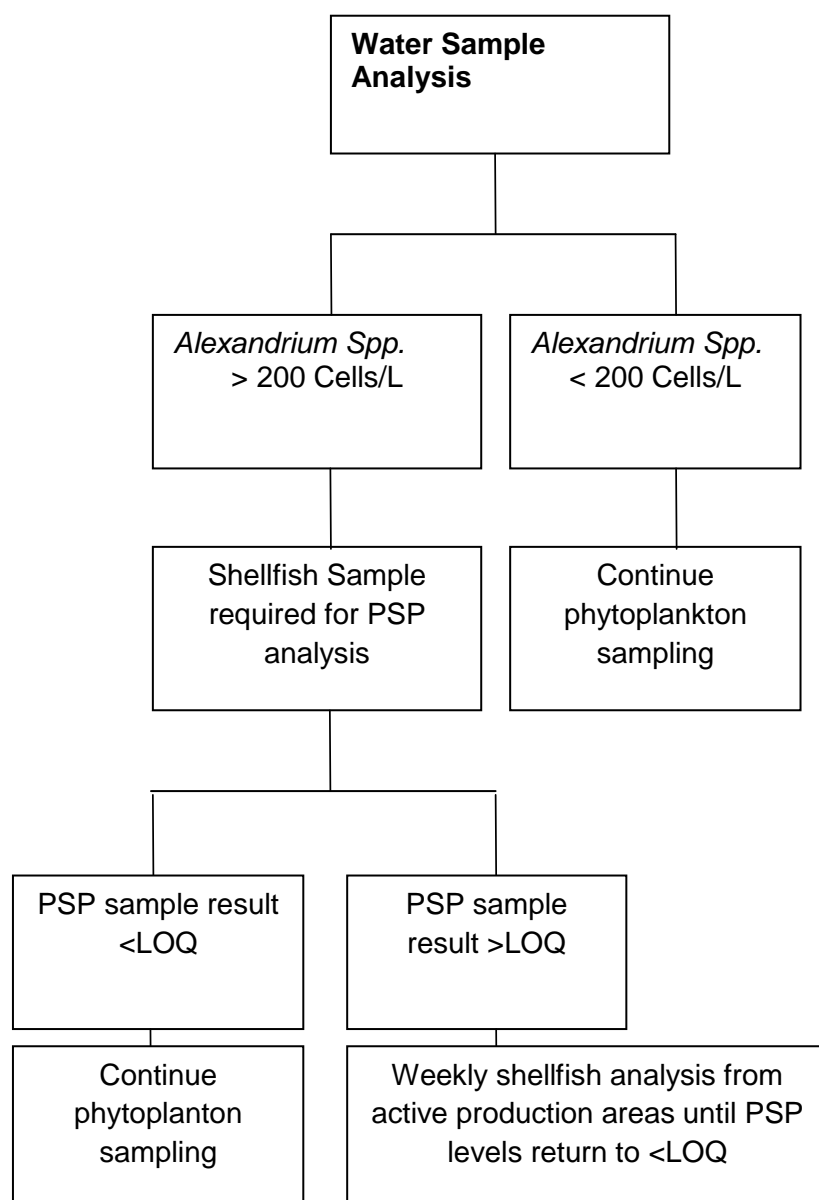 Water Sample
Analysis
Alexandrium Spp.
> 200 Cells/L
Alexandrium Spp.
< 200 Cells/L
Shellfish Sample
required for PSP
analysis
Continue
phytoplankton
sampling
PSP sample result
<LOQ
PSP sample
result >LOQ
Continue
phytoplanton
sampling
Weekly shellfish analysis from
active production areas until PSP
levels return to <LOQ